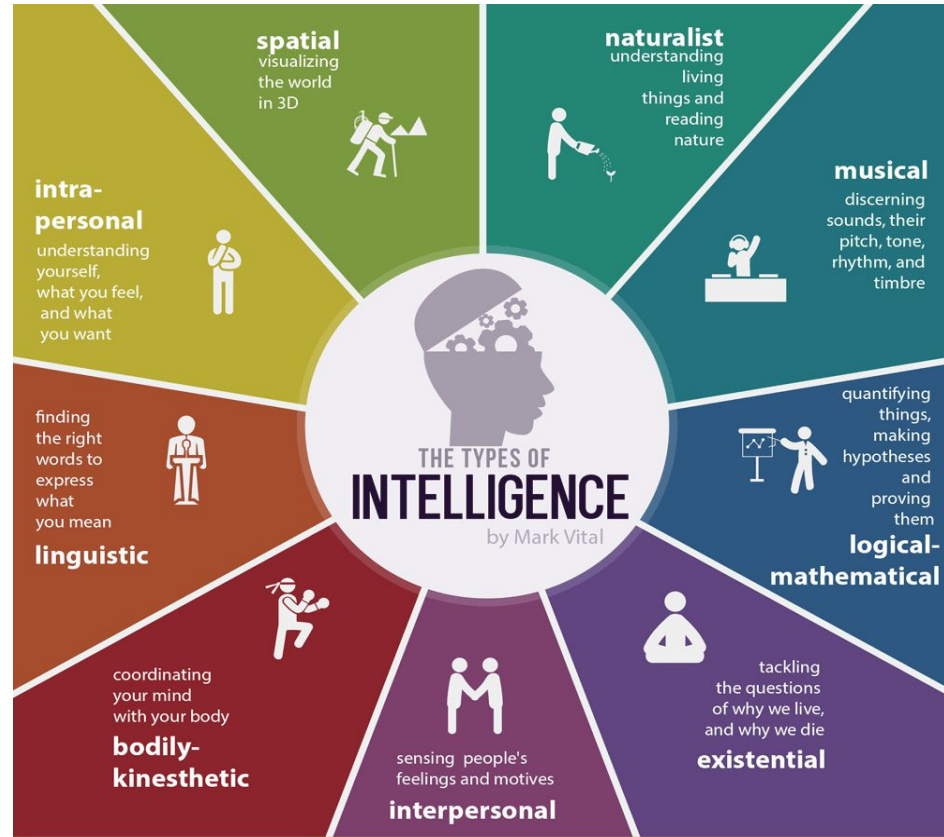 spatial
visualizing
the world
in 3D
naturalist
understanding
living
things and
reading
nature
musical
discerning
sounds, their
pitch, tone,
rhythm, and
timbre
quantifying
things,
making
hypotheses
and
proving
them
logical-
mathematical
tackling
the questions
of why we live,
and why we die
existential
sensing people's
feelings and motives
interpersonal
coordinating
your mind
with your body
bodily-
kinesthetic
finding
the right
words to
express
what
you mean
linguistic
intra-
personal
understanding
yourself,
what you feel,
and what
you want
THE TYPES OF
INTELLIGENCE
by Mark Vital